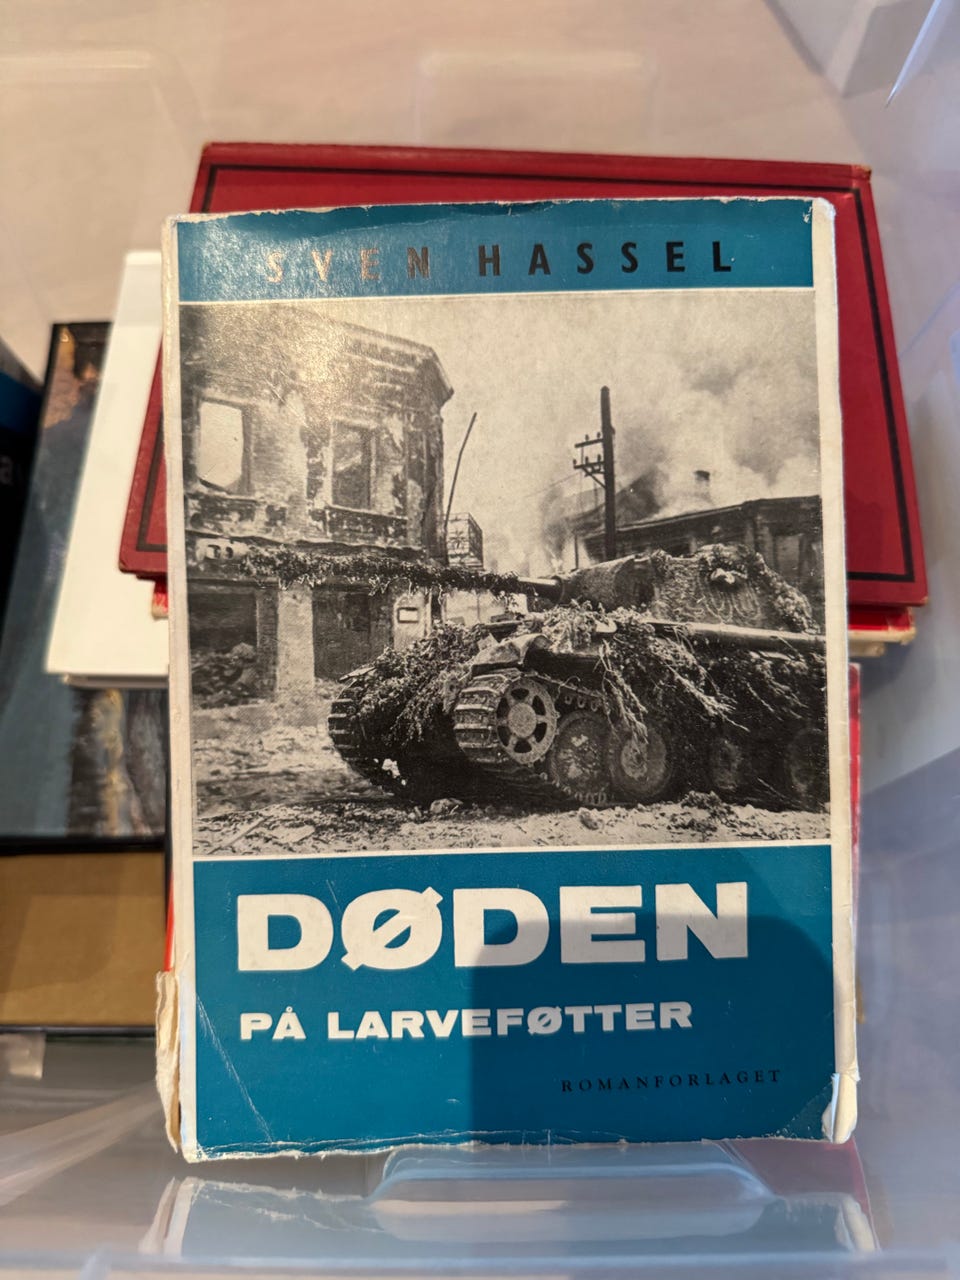 SVEN HASSEL
DØDEN
PÅ LARVEFØTTER
ROMANFORLAGET